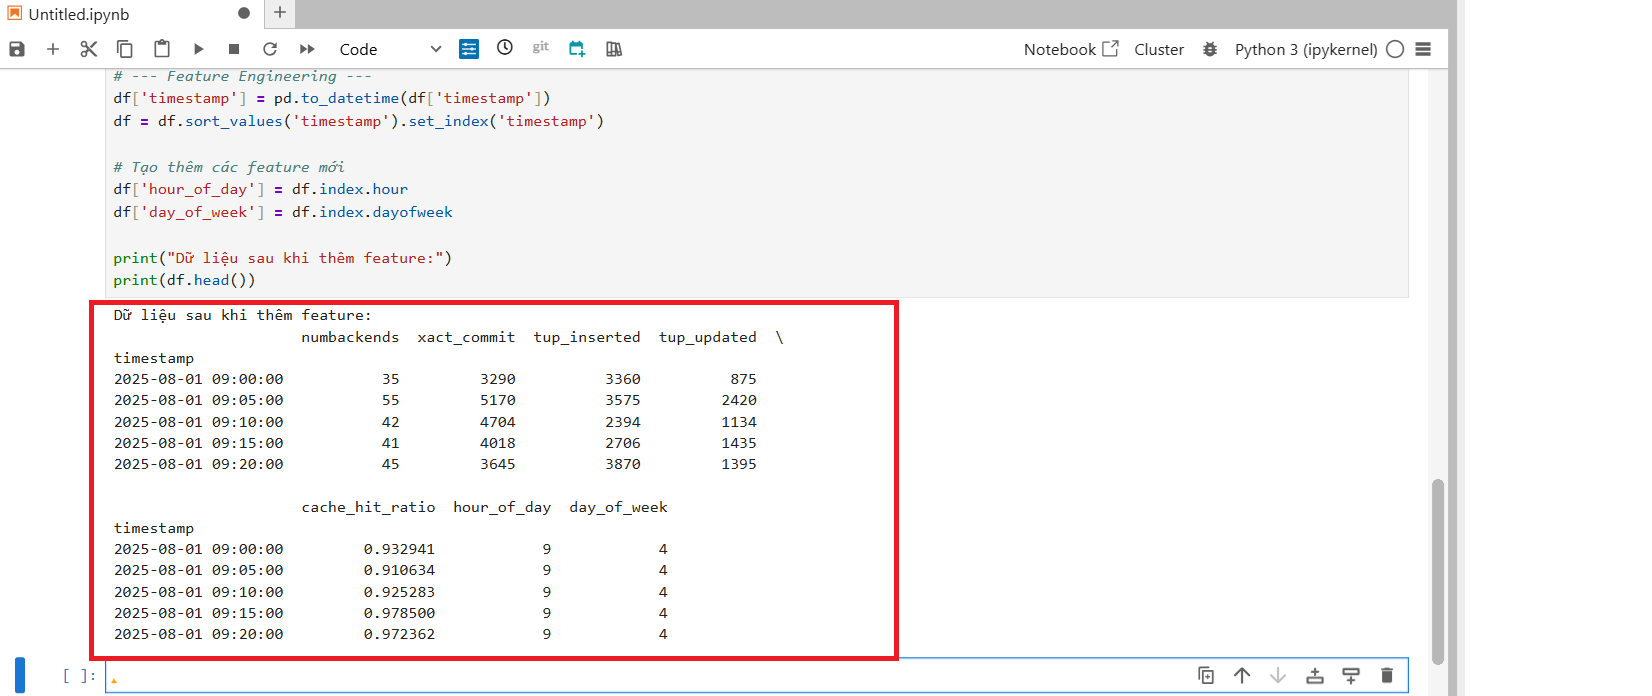 Untitled.ipynb
Code
git
Notebook
Cluster
Python 3 (ipykernel)
# --- Feature Engineering ---
df['timestamp'] = pd.to_datetime(df['timestamp'])
df = df.sort_values('timestamp').set_index('timestamp')
# Tạo thêm các feature mới
df['hour_of_day'] = df.index.hour
df['day_of_week'] = df.index.dayofweek
print("Dữ liệu sau khi thêm feature:")
print(df.head())
Dữ liệu sau khi thêm feature:
numbackends xact_commit tup_inserted tup_updated \
timestamp
2025-08-01 09:00:00 35 3290 3360 875
2025-08-01 09:05:00 55 5170 3575 2420
2025-08-01 09:10:00 42 4704 2394 1134
2025-08-01 09:15:00 41 4018 2706 1435
2025-08-01 09:20:00 45 3645 3870 1395
cache_hit_ratio hour_of_day day_of_week
timestamp
2025-08-01 09:00:00 0.932941 9 4
2025-08-01 09:05:00 0.910634 9 4
2025-08-01 09:10:00 0.925283 9 4
2025-08-01 09:15:00 0.978500 9 4
2025-08-01 09:20:00 0.972362 9 4
[ ]: